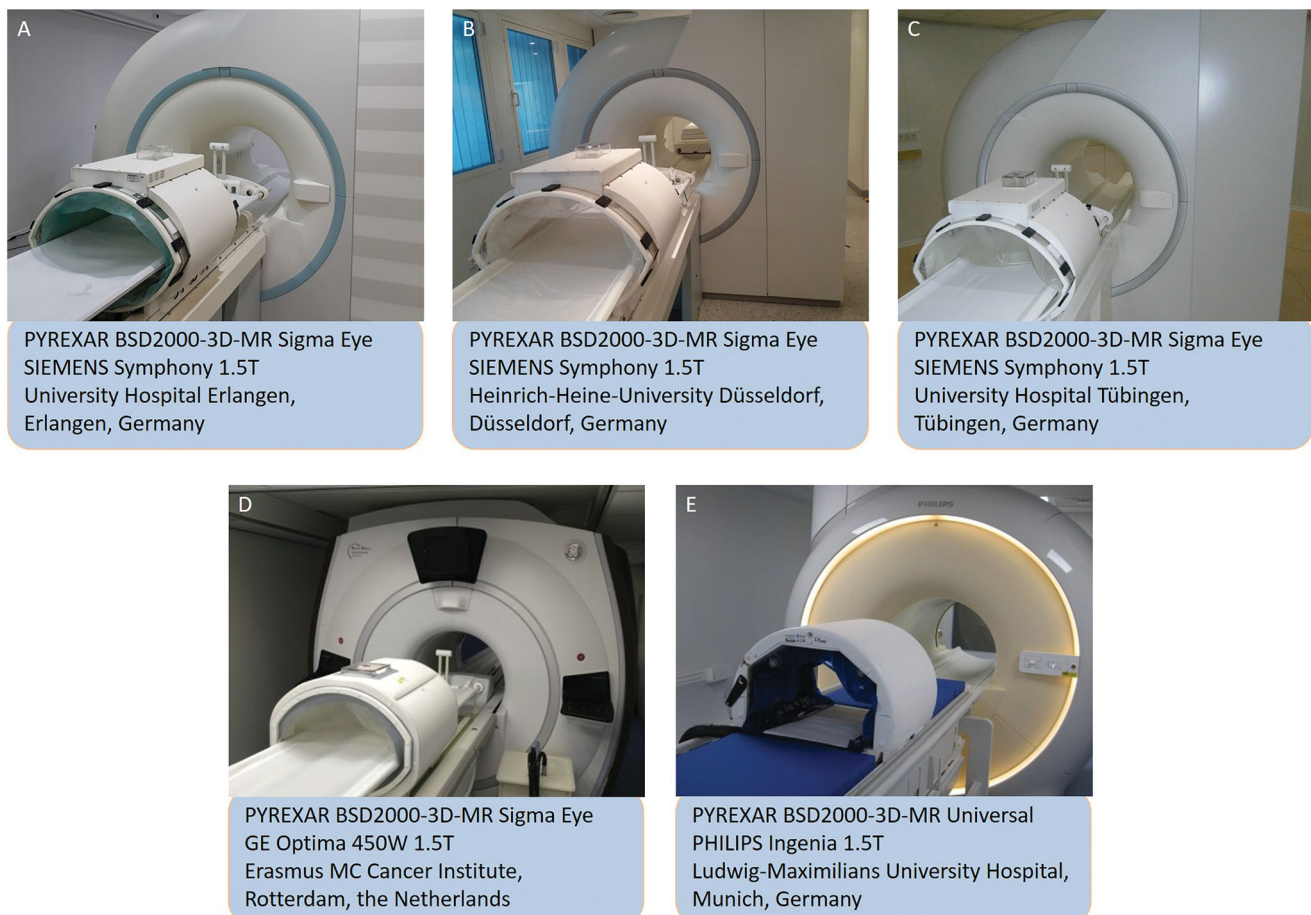 A
PYREXAR BSD2000-3D-MR Sigma Eye
SIEMENS Symphony 1.5T
University Hospital Erlangen,
Erlangen, Germany
B
PYREXAR BSD2000-3D-MR Sigma Eye
SIEMENS Symphony 1.5T
Heinrich-Heine-University Düsseldorf,
Düsseldorf, Germany
C
PYREXAR BSD2000-3D-MR Sigma Eye
SIEMENS Symphony 1.5T
University Hospital Tübingen,
Tübingen, Germany
D
PYREXAR BSD2000-3D-MR Sigma Eye
GE Optima 450W 1.5T
Erasmus MC Cancer Institute,
Rotterdam, the Netherlands
E
PHILIPS
PYREXAR BSD2000-3D-MR Universal
PHILIPS Ingenia 1.5T
Ludwig-Maximilians University Hospital,
Munich, Germany